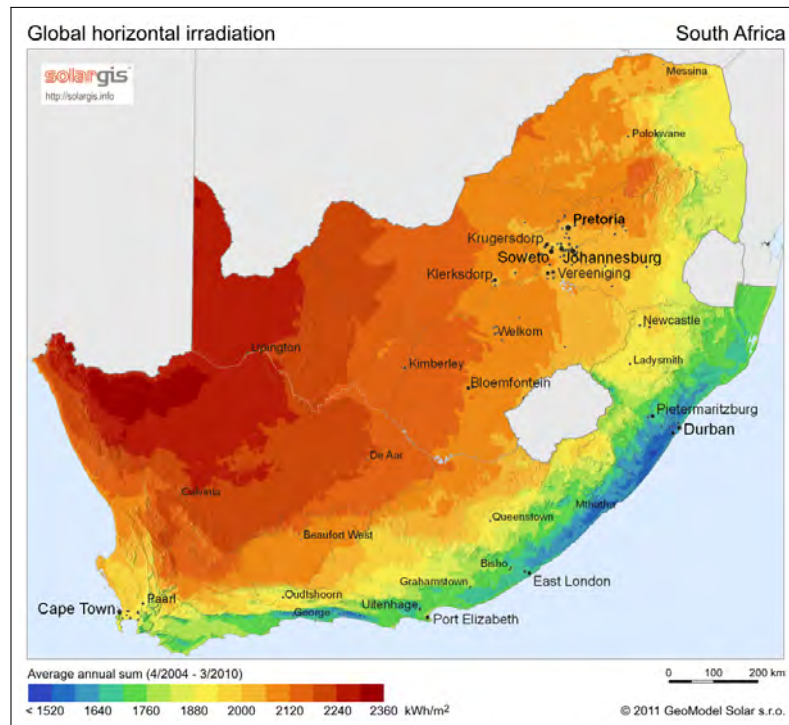 Global horizontal irradiation
South Africa
solargis
http://solargis.info
Messina
Polokwane
Pretoria
Krugersdorp
Soweto
Johannesburg
Klerksdorp
Vereeniging
Newcastle
Welkom
Upington
Ladysmith
Kimberley
Bloemfontein
Pietermaritzburg
Durban
De Aar
Calvinia
Mthatha
Queenstown
Beaufort West
Bisho
East London
Grahamstown
Oudtshoorn
Paarl
Cape Town
George
Uitenhage
Port Elizabeth
Average annual sum (4/2004 - 3/2010)
0 100 200 km
< 1520 1640 1760 1880 2000 2120 2240 2360 kWh/m²
© 2011 GeoModel Solar s.r.o.